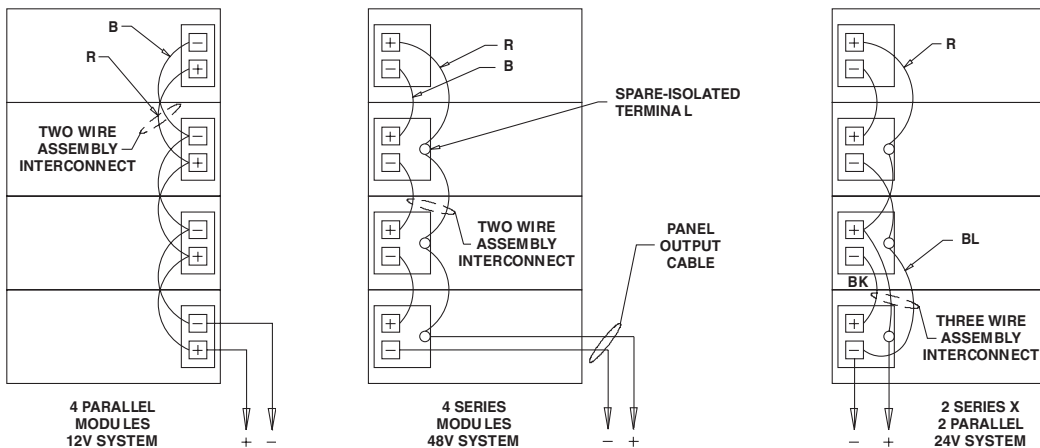 B
R
−
+
TWO WIRE
ASSEMBLY
INTERCONNECT
−
+
−
+
−
+
4 PARALLEL
MODULES
12V SYSTEM
+ −
+
−
R
B
SPARE-ISOLATED
TERMINAL
+
−
+
−
TWO WIRE
ASSEMBLY
INTERCONNECT
PANEL
OUTPUT
CABLE
+
−
4 SERIES
MODULES
48V SYSTEM
− +
+
−
R
+
−
+
−
BL
BK
+
−
THREE WIRE
ASSEMBLY
INTERCONNECT
− +
2 SERIES X
2 PARALLEL
24V SYSTEM